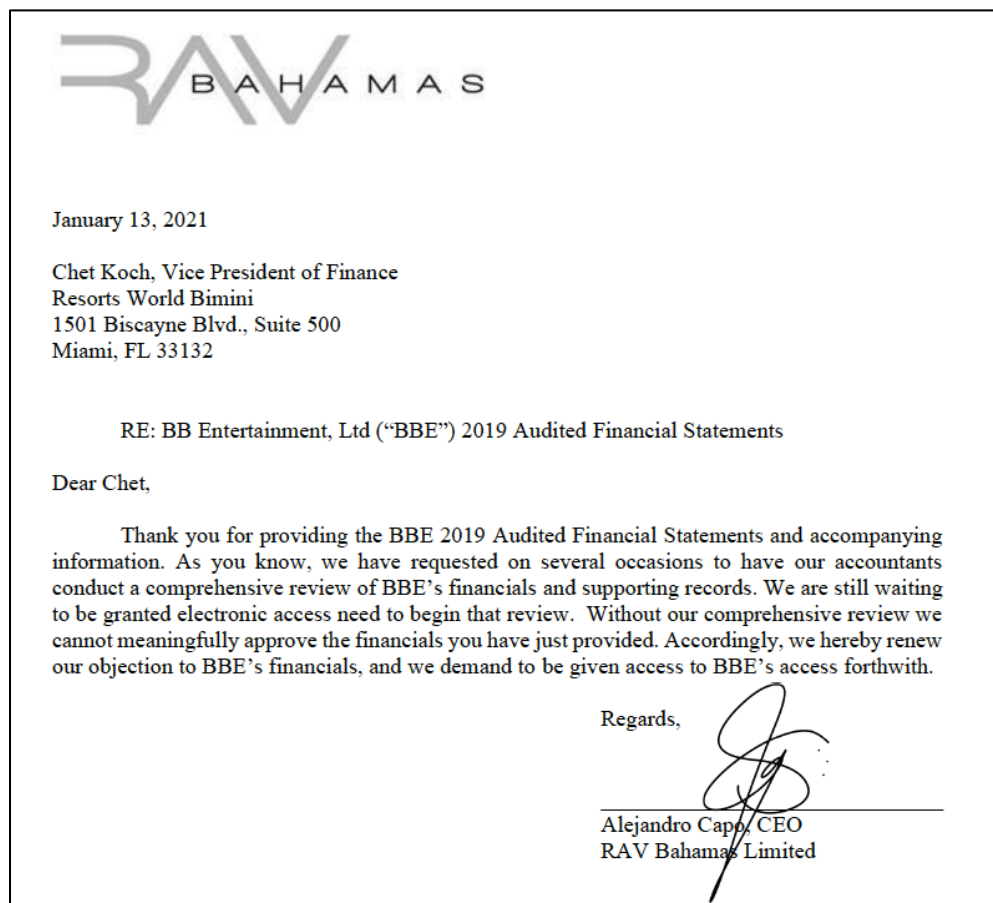 RAV BAHAMAS
January 13, 2021
Chet Koch, Vice President of Finance
Resorts World Bimini
1501 Biscayne Blvd., Suite 500
Miami, FL 33132
RE: BB Entertainment, Ltd (“BBE”) 2019 Audited Financial Statements
Dear Chet,
Thank you for providing the BBE 2019 Audited Financial Statements and accompanying
information. As you know, we have requested on several occasions to have our accountants
conduct a comprehensive review of BBE’s financials and supporting records. We are still waiting
to be granted electronic access need to begin that review.  Without our comprehensive review we
cannot meaningfully approve the financials you have just provided. Accordingly, we hereby renew
our objection to BBE’s financials, and we demand to be given access to BBE’s access forthwith.
Regards,
Alejandro Capó, CEO
RAV Bahamas Limited